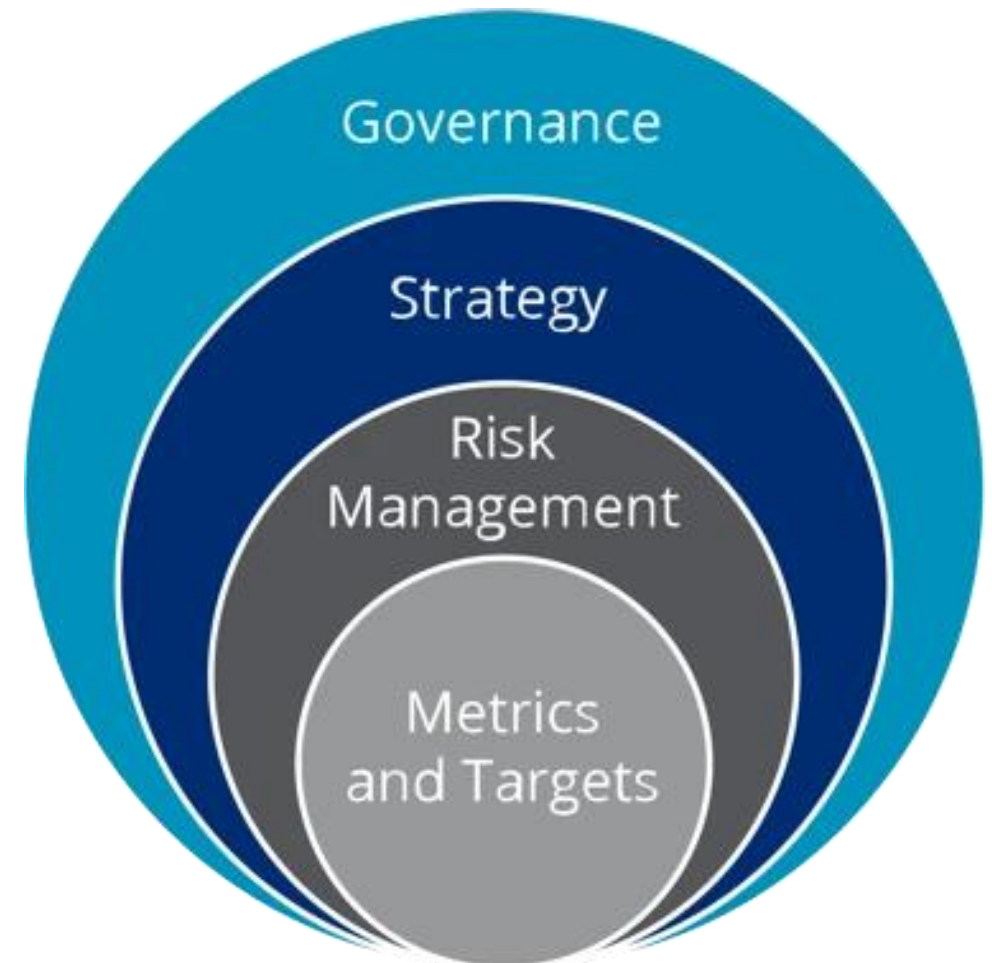 Governance
Strategy
Risk
Management
Metrics
and Targets